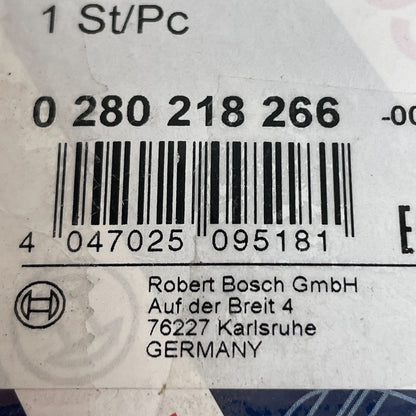 1 St/Pc
0 280 218 266 -00
4 047025 095181 E
Robert Bosch GmbH
Auf der Breit 4
76227 Karlsruhe
GERMANY